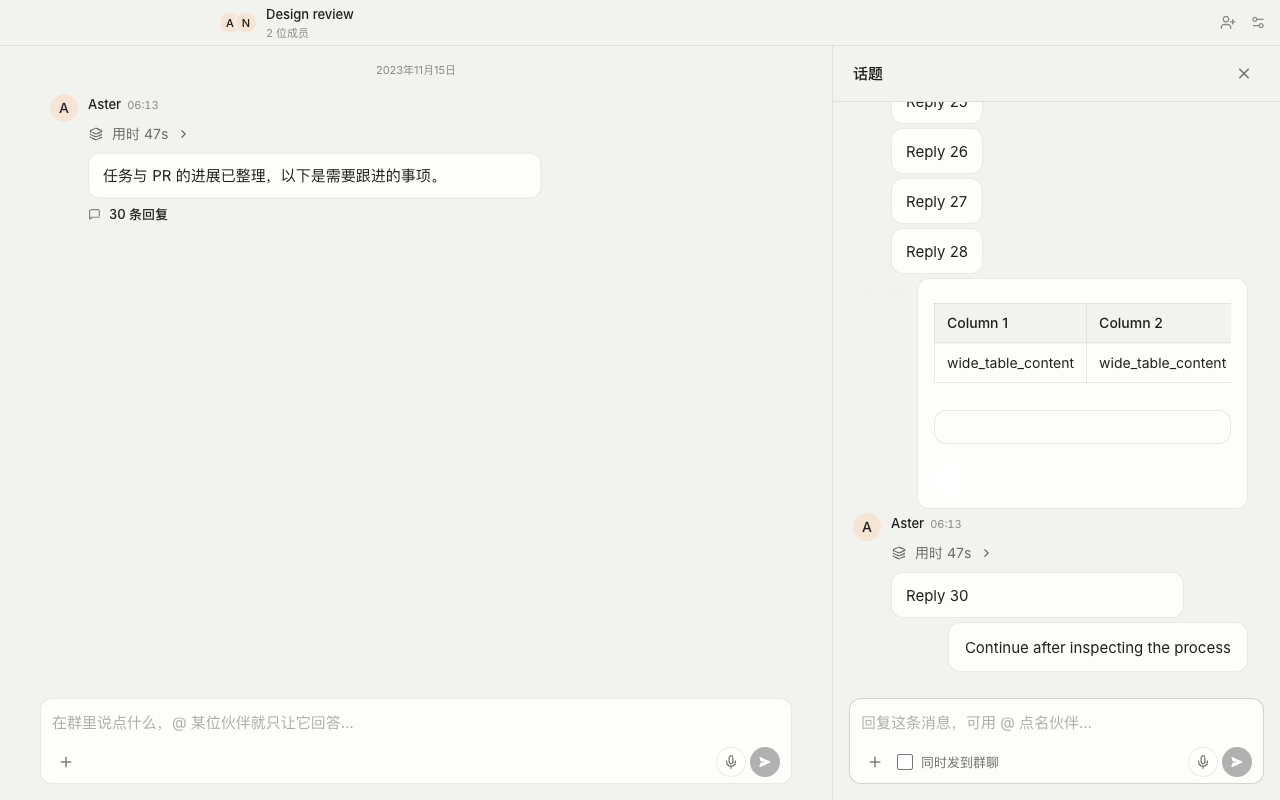 A N
Design review
2 位成员
2023年11月15日
A
Aster 06:13
用时 47s
任务与 PR 的进展已整理，以下是需要跟进的事项。
30 条回复
在群里说点什么，@ 某位伙伴就只让它回答...
话题
Reply 25
Reply 26
Reply 27
Reply 28
Column 1 Column 2
wide_table_content wide_table_content
A
Aster 06:13
用时 47s
Reply 30
Continue after inspecting the process
回复这条消息，可用 @ 点名伙伴...
同时发到群聊